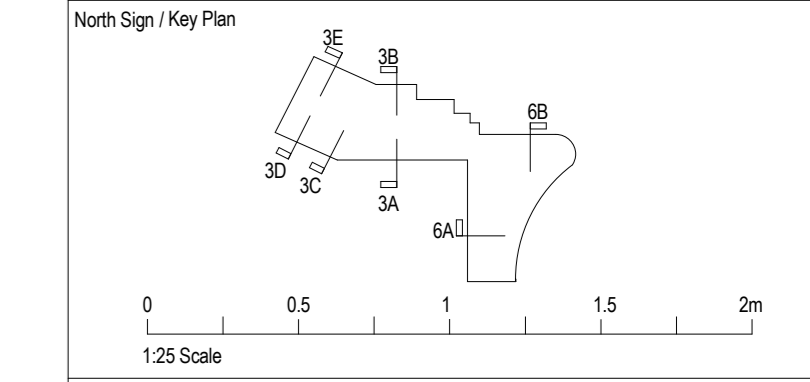 North Sign / Key Plan
3E
3B
6B
3D
3C
3A
6A
0 0.5 1 1.5 2m
1:25 Scale